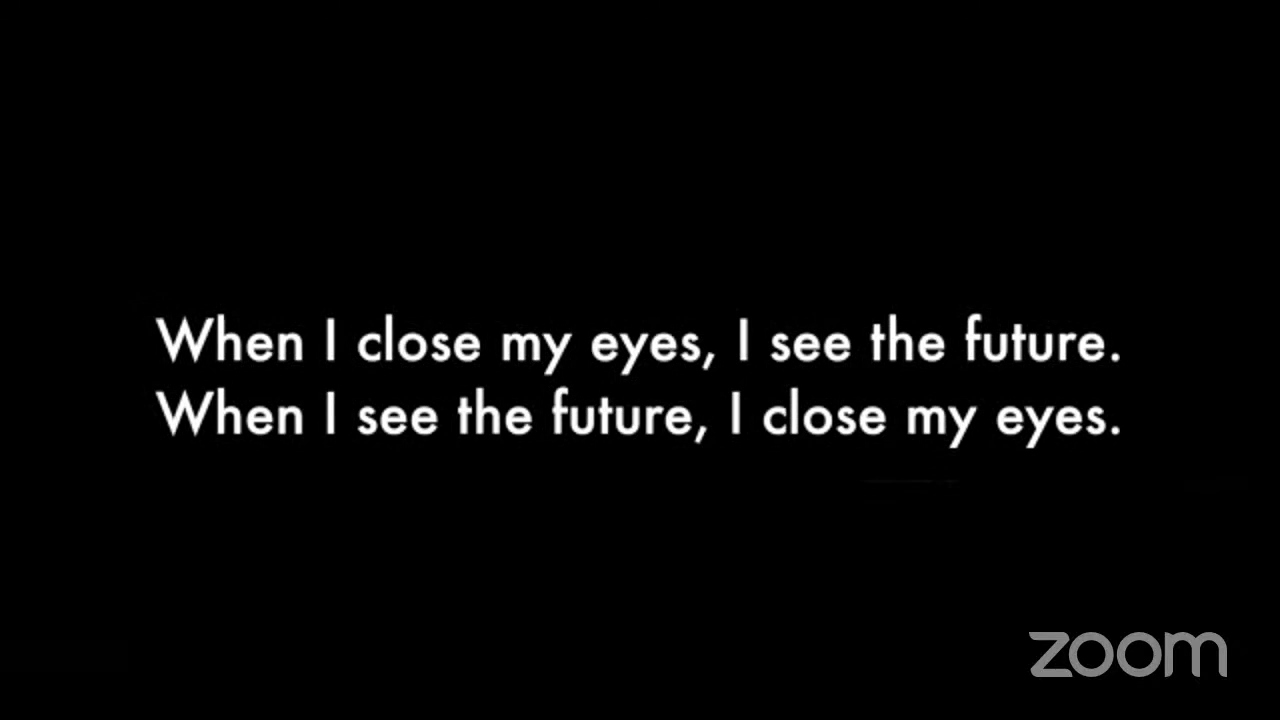 When I close my eyes, I see the future.
When I see the future, I close my eyes.
zoom